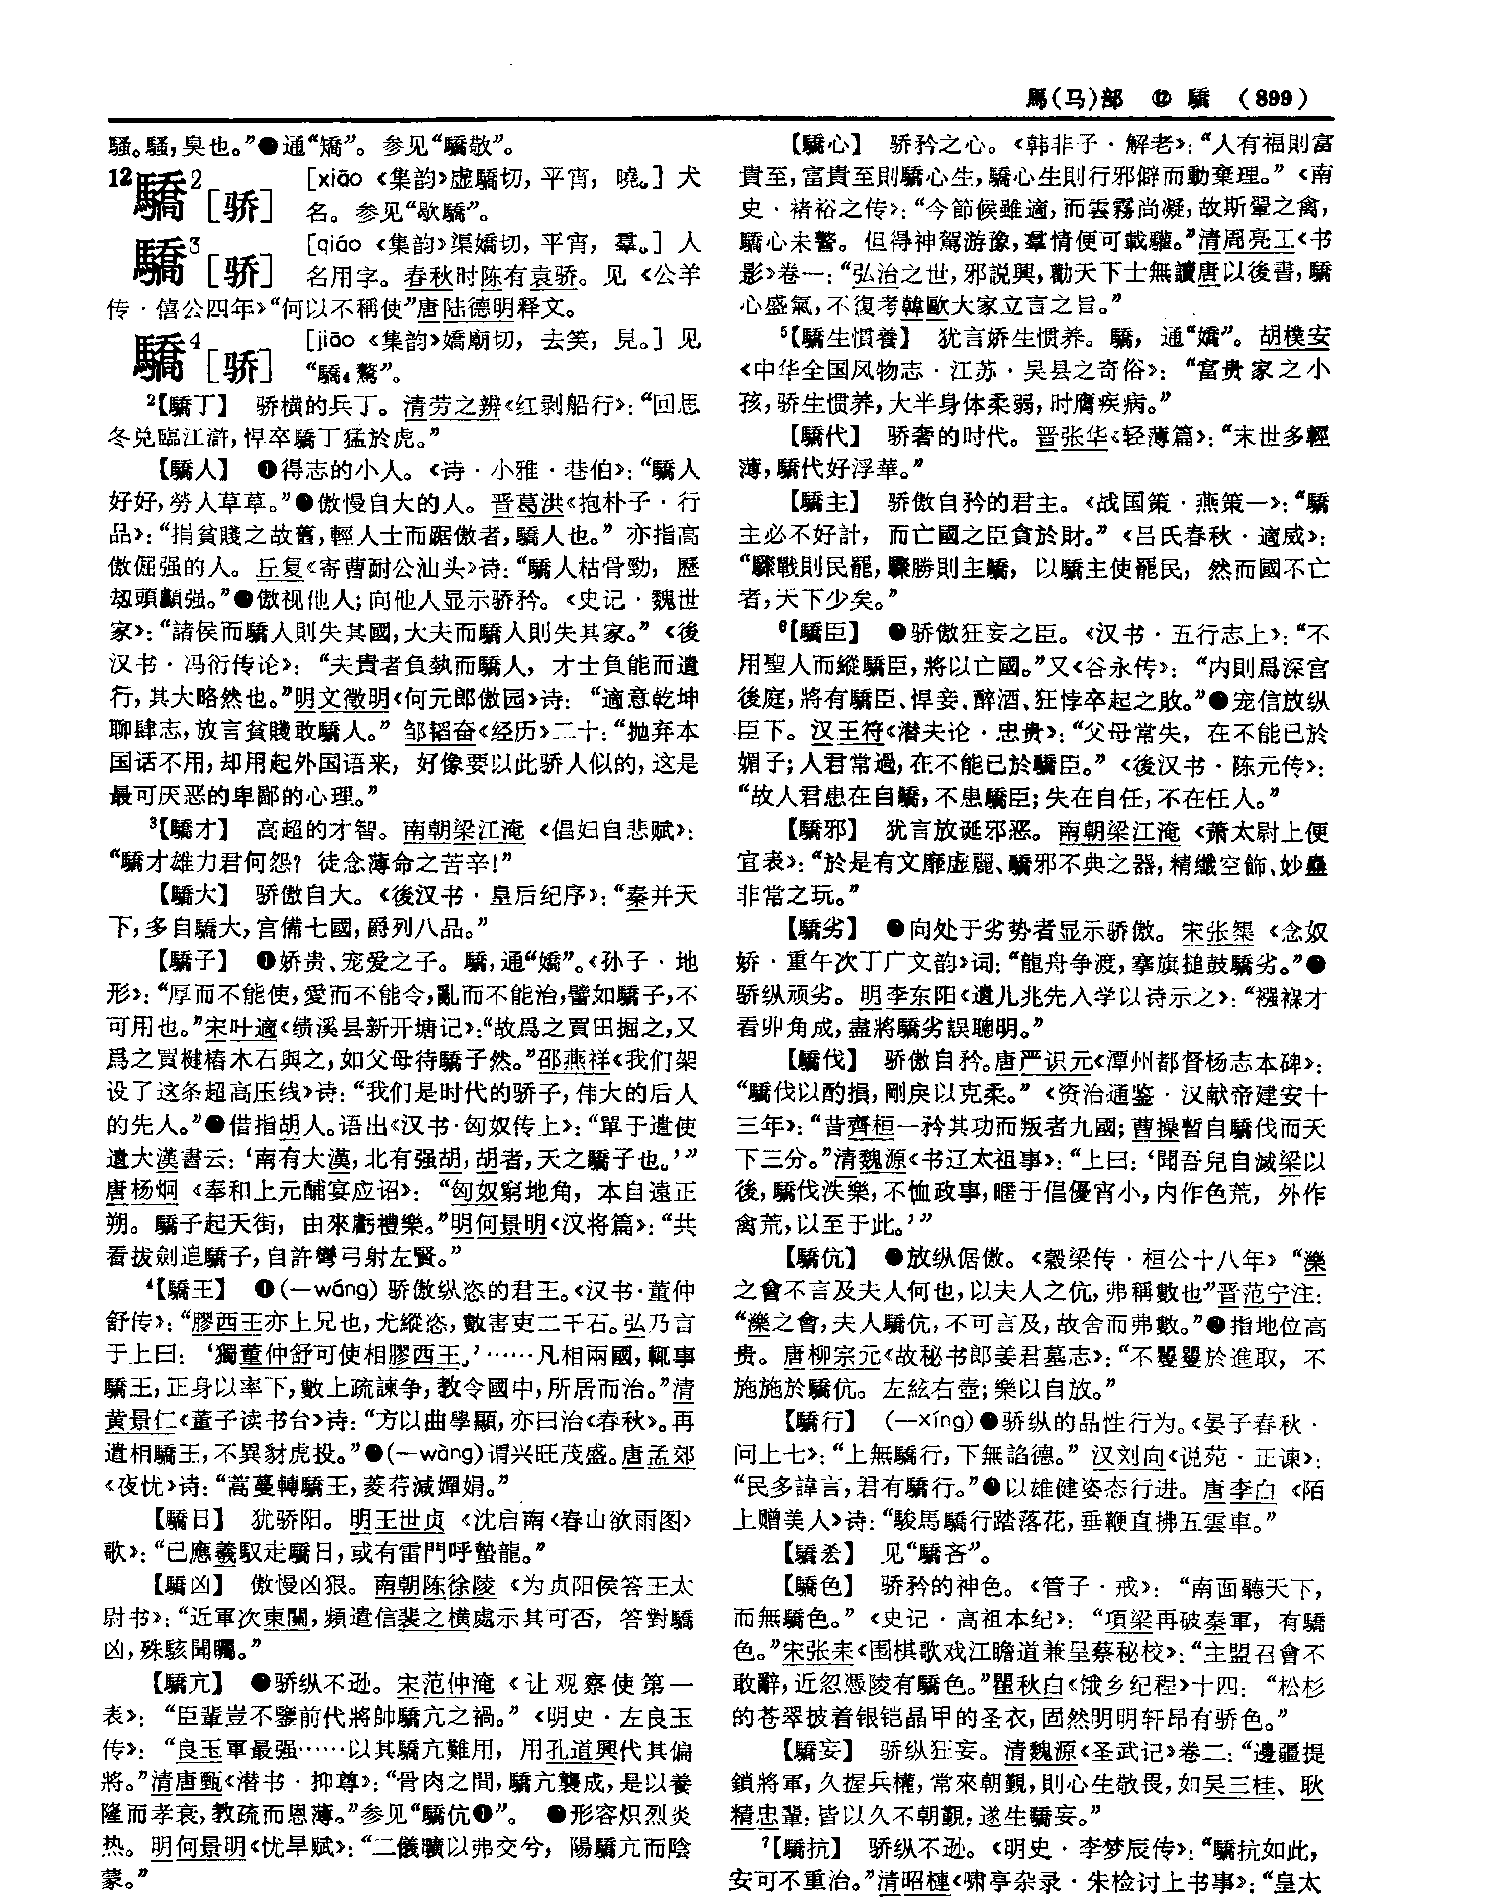 馬(马)部 ⑫ 驕 (899)
騷。騷,臭也。”●通“矯”。参见“驕敬”。
12驕2[骄] [xiāo《集韵》虚驕切,平宵,曉。]犬
名。参见“歇驕”。
驕3[骄] [qiáo《集韵》渠嬌切,平宵,羣。]人
名用字。春秋时陈有袁骄。见《公羊
传·僖公四年》“何以不稱使”唐陆德明释文。
驕4[骄] [jiāo《集韵》嬌廟切,去笑,見。]见
“驕4驁”。
2【驕丁】 骄横的兵丁。清劳之辨《红剥船行》:“回思
冬兑臨江滸,悍卒驕丁猛於虎。”
【驕人】 ❶得志的小人。《诗·小雅·巷伯》:“驕人
好好,勞人草草。”●傲慢自大的人。晋葛洪《抱朴子·行
品》:“捐貧賤之故舊,輕人士而踞傲者,驕人也。”亦指高
傲倔强的人。丘复《寄曹耐公汕头》诗:“驕人枯骨勁,歷
劫頭顱强。”●傲视他人;向他人显示骄矜。《史记·魏世
家》:“諸侯而驕人則失其國,大夫而驕人則失其家。”《後
汉书·冯衍传论》:“夫貴者負埶而驕人,才士負能而遺
行,其大略然也。”明文徵明《何元郎傲园》诗:“適意乾坤
聊肆志,放言貧賤敢驕人。”邹韬奋《经历》二十:“抛弃本
国话不用,却用起外国语来,好像要以此骄人似的,这是
最可厌恶的卑鄙的心理。”
3【驕才】 高超的才智。南朝梁江淹《倡妇自悲赋》:
“驕才雄力君何怨?徒念薄命之苦辛!”
【驕大】 骄傲自大。《後汉书·皇后纪序》:“秦并天
下,多自驕大,宫備七國,爵列八品。”
【驕子】 ❶娇贵、宠爱之子。驕,通“嬌”。《孙子·地
形》:“厚而不能使,愛而不能令,亂而不能治,譬如驕子,不
可用也。”宋叶適《绩溪县新开塘记》:“故爲之買田掘之,又
爲之買楗樁木石與之,如父母待驕子然。”邵燕祥《我们架
设了这条超高压线》诗:“我们是时代的骄子,伟大的后人
的先人。”●借指胡人。语出《汉书·匈奴传上》:“單于遣使
遺大漢書云:‘南有大漢,北有强胡,胡者,天之驕子也。’”
唐杨炯《奉和上元酺宴应诏》:“匈奴窮地角,本自遠正
朔。驕子起天街,由來虧禮樂。”明何景明《汉将篇》:“共
看拔劍追驕子,自許彎弓射左賢。”
4【驕王】 ❶(—wáng)骄傲纵恣的君王。《汉书·董仲
舒传》:“膠西王亦上兄也,尤縱恣,數害吏二千石。弘乃言
于上曰:‘獨董仲舒可使相膠西王。’……凡相兩國,輒事
驕王,正身以率下,數上疏諫争,教令國中,所居而治。”清
黄景仁《董子读书台》诗:“方以曲學顯,亦曰治《春秋》。再
遣相驕王,不異豺虎投。”●(—wàng)谓兴旺茂盛。唐孟郊
《夜忧》诗:“蒿蔓轉驕王,菱荇減嬋娟。”
【驕日】 犹骄阳。明王世贞《沈启南〈春山欲雨图〉
歌》:“已應羲馭走驕日,或有雷門呼蟄龍。”
【驕凶】 傲慢凶狠。南朝陈徐陵《为贞阳侯答王太
尉书》:“近軍次東關,頻遣信裴之横處示其可否,答對驕
凶,殊駭聞矚。”
【驕亢】 ●骄纵不逊。宋范仲淹《让观察使第一
表》:“臣輩豈不鑒前代將帥驕亢之禍。”《明史·左良玉
传》:“良玉軍最强……以其驕亢難用,用孔道興代其偏
將。”清唐甄《潜书·抑尊》:“骨肉之間,驕亢襲成,是以養
隆而孝衰,教疏而恩薄。”参见“驕伉❶”。 ●形容炽烈炎
热。明何景明《忧旱赋》:“二儀曠以弗交兮,陽驕亢而陰
蒙。”
【驕心】 骄矜之心。《韩非子·解老》:“人有福則富
貴至,富貴至則驕心生,驕心生則行邪僻而動棄理。”《南
史·褚裕之传》:“今節候雖適,而雲霧尚凝,故斯翬之禽,
驕心未警。但得神駕游豫,羣情便可載驩。”清周亮工《书
影》卷一:“弘治之世,邪説興,勸天下士無讀唐以後書,驕
心盛氣,不復考韓歐大家立言之旨。”
5【驕生慣養】 犹言娇生惯养。驕,通“嬌”。胡樸安
《中华全国风物志·江苏·吴县之奇俗》:“富贵家之小
孩,骄生惯养,大半身体柔弱,时膺疾病。”
【驕代】 骄奢的时代。晋张华《轻薄篇》:“末世多輕
薄,驕代好浮華。”
【驕主】 骄傲自矜的君主。《战国策·燕策一》:“驕
主必不好計,而亡國之臣貪於財。”《吕氏春秋·適威》:
“驟戰則民罷,驟勝則主驕,以驕主使罷民,然而國不亡
者,天下少矣。”
6【驕臣】 ●骄傲狂妄之臣。《汉书·五行志上》:“不
用聖人而縱驕臣,將以亡國。”又《谷永传》:“内則爲深宫
後庭,將有驕臣、悍妾、醉酒、狂悖卒起之敗。”●宠信放纵
臣下。汉王符《潜夫论·忠贵》:“父母常失,在不能已於
媚子;人君常過,在不能已於驕臣。”《後汉书·陈元传》:
“故人君患在自驕,不患驕臣;失在自任,不在任人。”
【驕邪】 犹言放诞邪恶。南朝梁江淹《萧太尉上便
宜表》:“於是有文靡虚麗、驕邪不典之器,精纖空飾、妙蠱
非常之玩。”
【驕劣】 ●向处于劣势者显示骄傲。宋张榘《念奴
娇·重午次丁广文韵》词:“龍舟争渡,搴旗搥鼓驕劣。”●
骄纵顽劣。明李东阳《遣儿兆先入学以诗示之》:“襁褓才
看丱角成,盡將驕劣誤聰明。”
【驕伐】 骄傲自矜。唐严识元《潭州都督杨志本碑》:
“驕伐以酌損,剛戾以克柔。”《资治通鉴·汉献帝建安十
三年》:“昔齊桓一矜其功而叛者九國;曹操暫自驕伐而天
下三分。”清魏源《书辽太祖事》:“上曰:‘聞吾兒自滅梁以
後,驕伐泆樂,不恤政事,暱于倡優宵小,内作色荒,外作
禽荒,以至于此。’”
【驕伉】 ●放纵倨傲。《穀梁传·桓公十八年》“濼
之會不言及夫人何也,以夫人之伉,弗稱數也”晋范宁注:
“濼之會,夫人驕伉,不可言及,故舍而弗數。”●指地位高
贵。唐柳宗元《故秘书郎姜君墓志》:“不矍矍於進取,不
施施於驕伉。左絃右壺;樂以自放。”
【驕行】 (—xíng)●骄纵的品性行为。《晏子春秋·
问上七》:“上無驕行,下無諂德。”汉刘向《说苑·正谏》:
“民多諱言,君有驕行。”●以雄健姿态行进。唐李白《陌
上赠美人》诗:“駿馬驕行踏落花,垂鞭直拂五雲車。”
【驕㳟】 见“驕吝”。
【驕色】 骄矜的神色。《管子·戒》:“南面聽天下,
而無驕色。”《史记·高祖本纪》:“項梁再破秦軍,有驕
色。”宋张耒《围棋歌戏江瞻道兼呈蔡秘校》:“主盟召會不
敢辭,近忽憑陵有驕色。”瞿秋白《饿乡纪程》十四:“松杉
的苍翠披着银铠晶甲的圣衣,固然明明轩昂有骄色。”
【驕妄】 骄纵狂妄。清魏源《圣武记》卷二:“邊疆提
鎖將軍,久握兵權,常來朝覲,則心生敬畏,如吴三桂、耿
精忠輩:皆以久不朝覲,遂生驕妄。”
7【驕抗】 骄纵不逊。《明史·李梦辰传》:“驕抗如此,
安可不重治。”清昭槤《啸亭杂录·朱检讨上书事》:“皇太